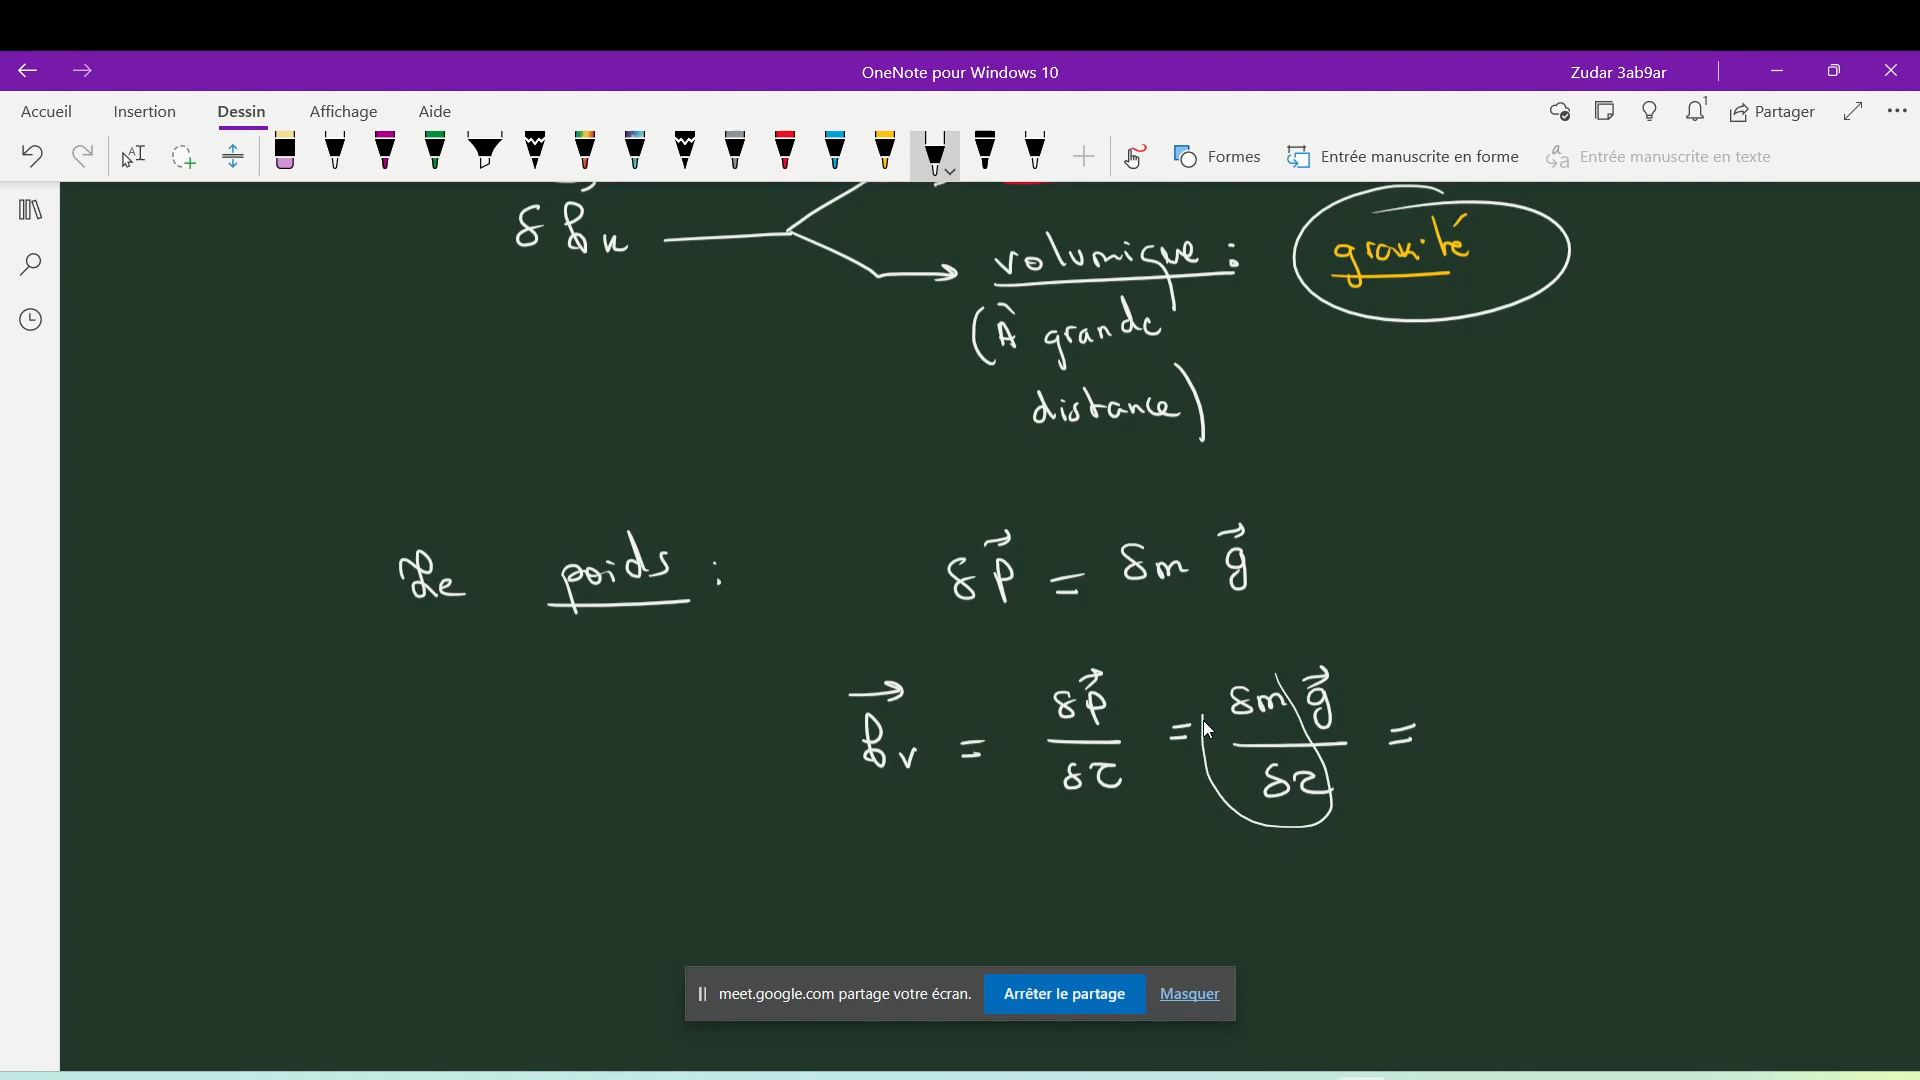 OneNote pour Windows 10
Zudar 3ab9ar
Accueil Insertion Dessin Affichage Aide
1 Partager
Formes Entrée manuscrite en forme Entrée manuscrite en texte
volumique : gravité
(À grande
distance)
Le poids : δp⃗ = δm g⃗
f⃗v = δp⃗/δτ = δm g⃗/δτ =
meet.google.com partage votre écran. Arrêter le partage Masquer